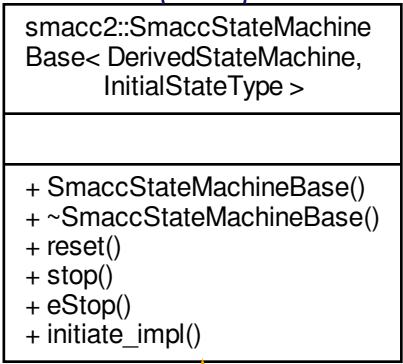 smacc2::SmaccStateMachine
Base< DerivedStateMachine,
InitialStateType >
+ SmaccStateMachineBase()
+ ~SmaccStateMachineBase()
+ reset()
+ stop()
+ eStop()
+ initiate_impl()